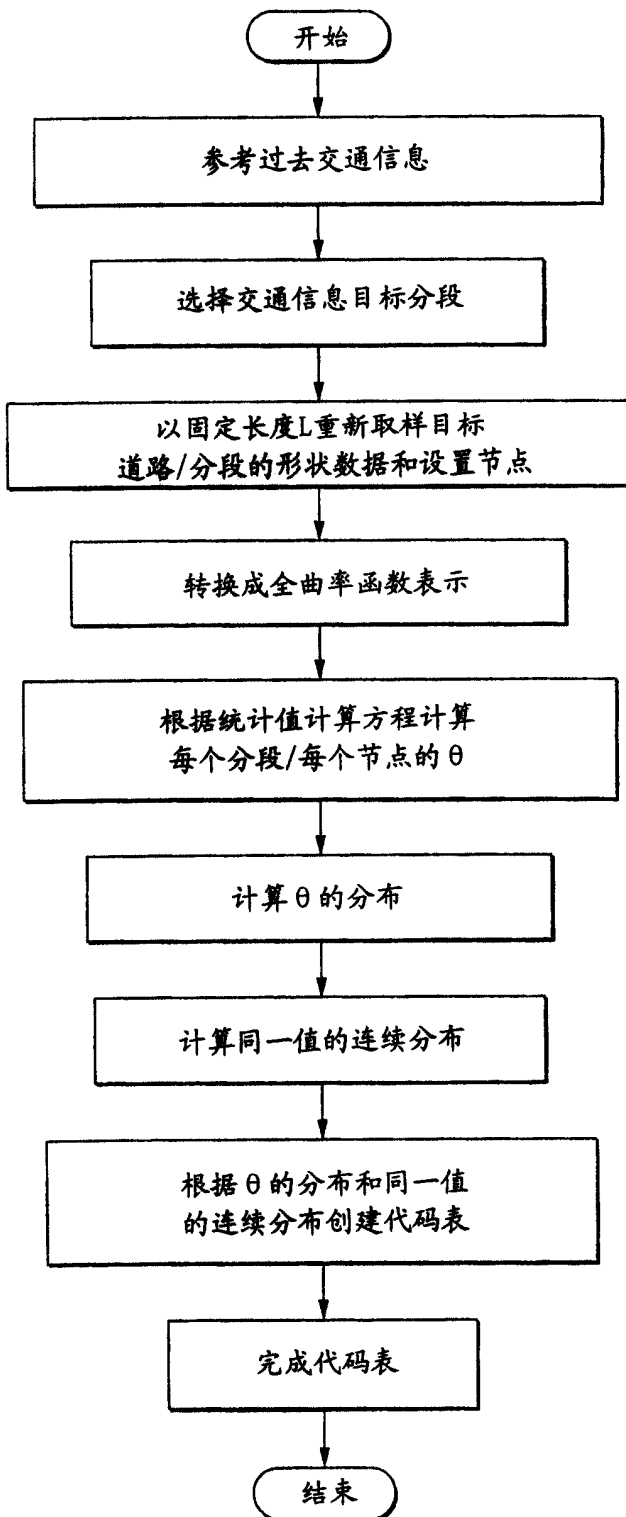 开始
参考过去交通信息
选择交通信息目标分段
以固定长度L重新取样目标
道路/分段的形状数据和设置节点
转换成全曲率函数表示
根据统计值计算方程计算
每个分段/每个节点的θ
计算θ的分布
计算同一值的连续分布
根据θ的分布和同一值
的连续分布创建代码表
完成代码表
结束